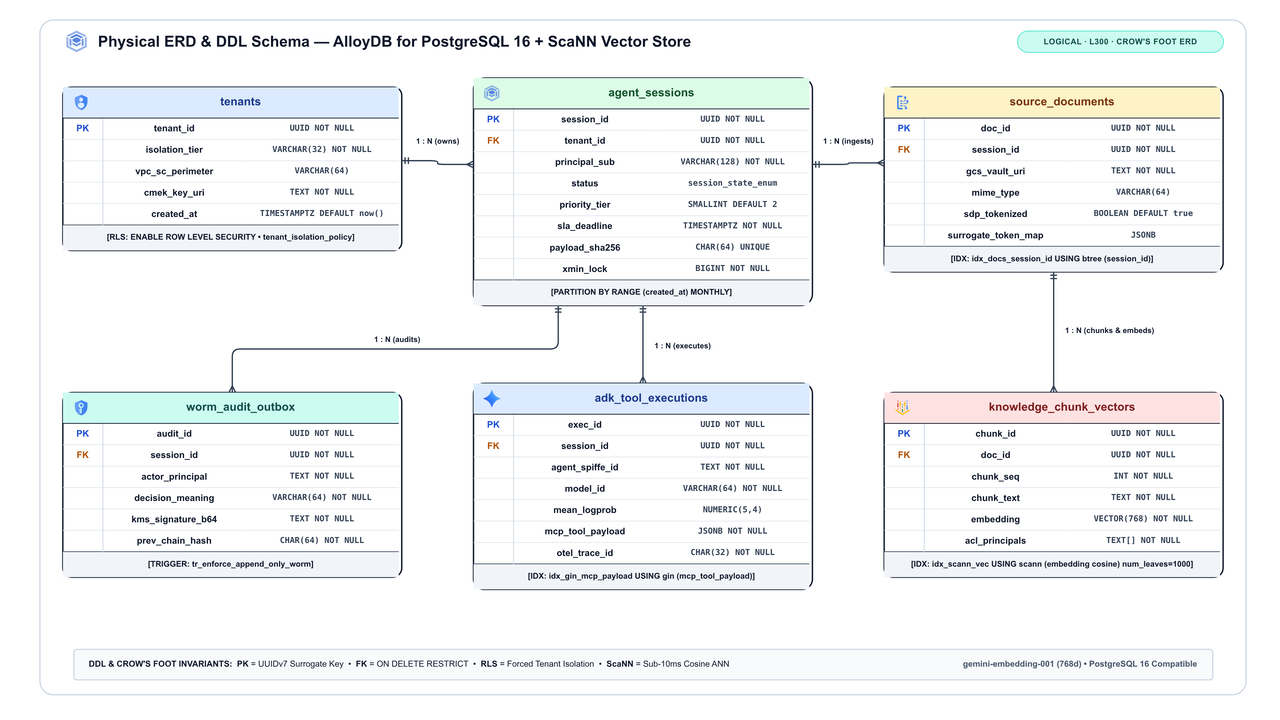 Physical ERD & DDL Schema — AlloyDB for PostgreSQL 16 + ScaNN Vector Store
LOGICAL · L300 · CROW'S FOOT ERD
tenants
PK tenant_id UUID NOT NULL
isolation_tier VARCHAR(32) NOT NULL
vpc_sc_perimeter VARCHAR(64)
cmek_key_uri TEXT NOT NULL
created_at TIMESTAMPTZ DEFAULT now()
[RLS: ENABLE ROW LEVEL SECURITY • tenant_isolation_policy]
1 : N (owns)
agent_sessions
PK session_id UUID NOT NULL
FK tenant_id UUID NOT NULL
principal_sub VARCHAR(128) NOT NULL
status session_state_enum
priority_tier SMALLINT DEFAULT 2
sla_deadline TIMESTAMPTZ NOT NULL
payload_sha256 CHAR(64) UNIQUE
xmin_lock BIGINT NOT NULL
[PARTITION BY RANGE (created_at) MONTHLY]
1 : N (ingests)
source_documents
PK doc_id UUID NOT NULL
FK session_id UUID NOT NULL
gcs_vault_uri TEXT NOT NULL
mime_type VARCHAR(64)
sdp_tokenized BOOLEAN DEFAULT true
surrogate_token_map JSONB
[IDX: idx_docs_session_id USING btree (session_id)]
1 : N (audits)
1 : N (executes)
1 : N (chunks & embeds)
worm_audit_outbox
PK audit_id UUID NOT NULL
FK session_id UUID NOT NULL
actor_principal TEXT NOT NULL
decision_meaning VARCHAR(64) NOT NULL
kms_signature_b64 TEXT NOT NULL
prev_chain_hash CHAR(64) NOT NULL
[TRIGGER: tr_enforce_append_only_worm]
adk_tool_executions
PK exec_id UUID NOT NULL
FK session_id UUID NOT NULL
agent_spiffe_id TEXT NOT NULL
model_id VARCHAR(64) NOT NULL
mean_logprob NUMERIC(5,4)
mcp_tool_payload JSONB NOT NULL
otel_trace_id CHAR(32) NOT NULL
[IDX: idx_gin_mcp_payload USING gin (mcp_tool_payload)]
knowledge_chunk_vectors
PK chunk_id UUID NOT NULL
FK doc_id UUID NOT NULL
chunk_seq INT NOT NULL
chunk_text TEXT NOT NULL
embedding VECTOR(768) NOT NULL
acl_principals TEXT[] NOT NULL
[IDX: idx_scann_vec USING scann (embedding cosine) num_leaves=1000]
DDL & CROW'S FOOT INVARIANTS: PK = UUIDv7 Surrogate Key • FK = ON DELETE RESTRICT • RLS = Forced Tenant Isolation • ScaNN = Sub-10ms Cosine ANN
gemini-embedding-001 (768d) • PostgreSQL 16 Compatible